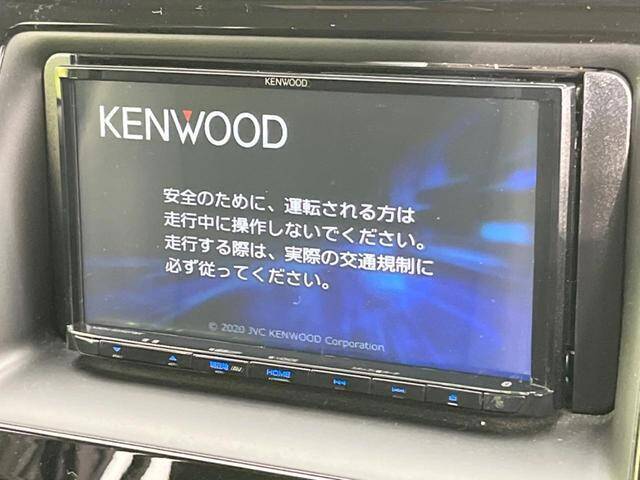 KENWOOD
KENWOOD
安全のために、運転される方は
走行中に操作しないでください。
走行する際は、実際の交通規制に
必ず従ってください。
© 2020 JVC KENWOOD Corporation
HOME